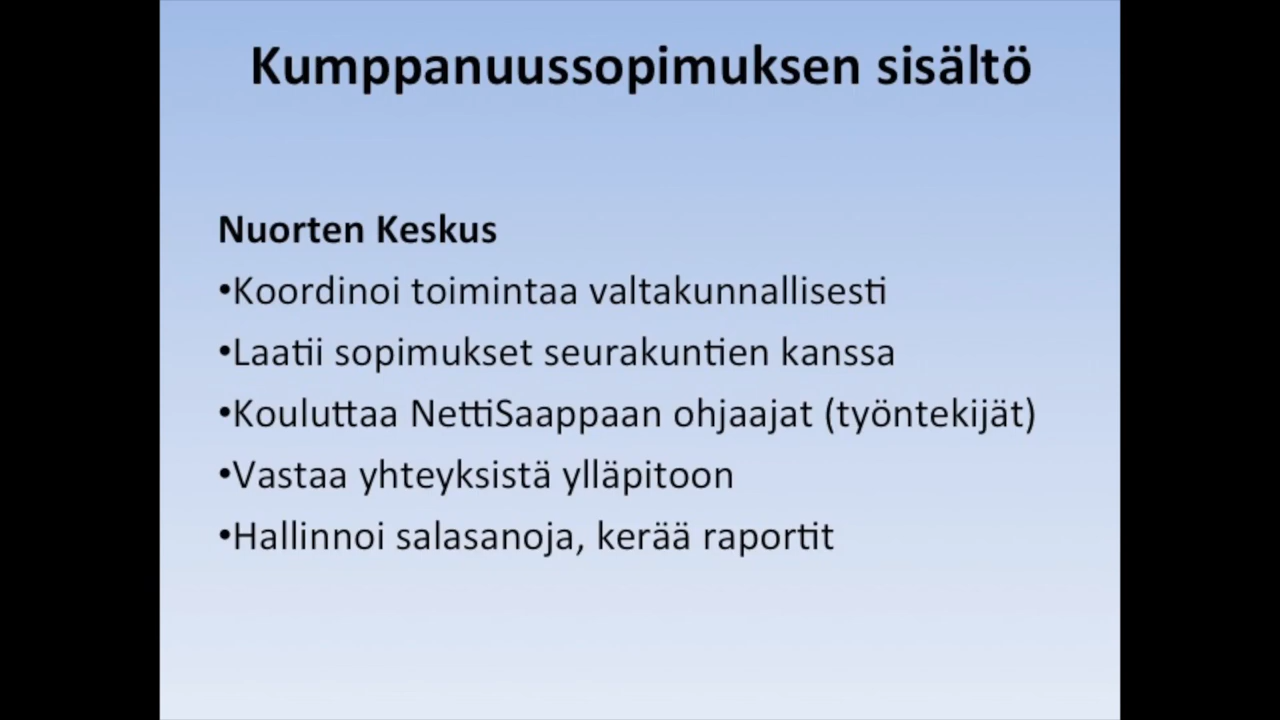 Kumppanuussopimuksen sisältö
Nuorten Keskus
•Koordinoi toimintaa valtakunnallisesti
•Laatii sopimukset seurakuntien kanssa
•Kouluttaa NettiSaappaan ohjaajat (työntekijät)
•Vastaa yhteyksistä ylläpitoon
•Hallinnoi salasanoja, kerää raportit